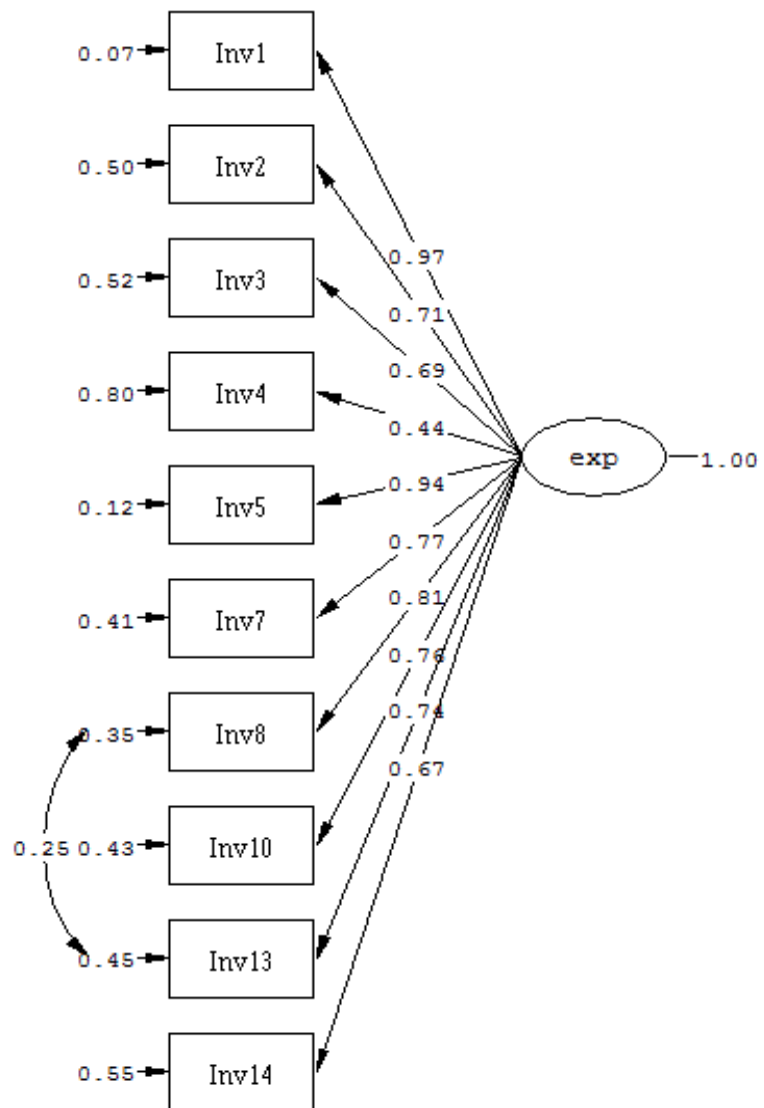 0.07 Inv1
0.50 Inv2
0.97
0.52 Inv3
0.71
0.69
0.80 Inv4
0.44
exp 1.00
0.94
0.12 Inv5
0.77
0.81
0.41 Inv7
0.76
0.74
0.35 Inv8
0.67
0.25 0.43 Inv10
0.45 Inv13
0.55 Inv14